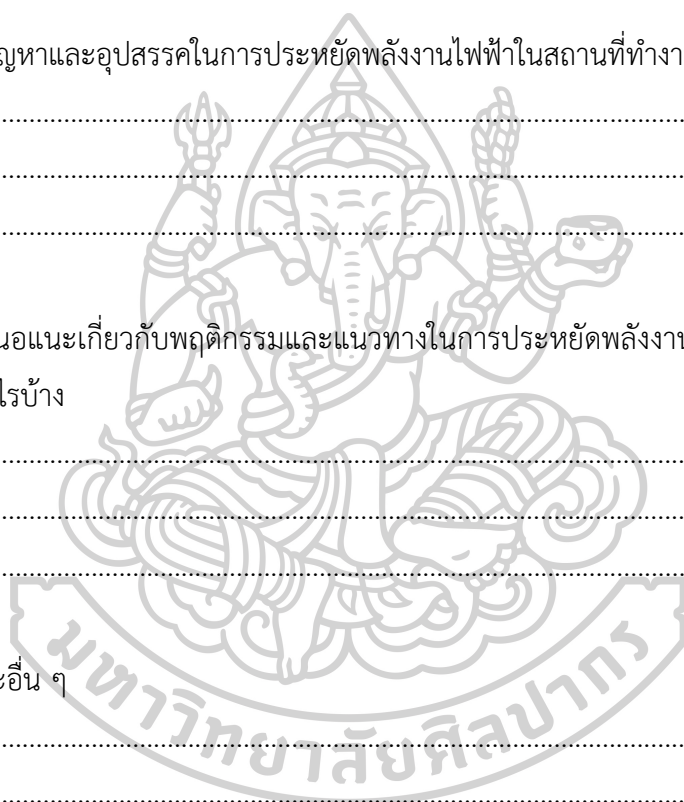 ญหาและอุปสรรคในการประหยัดพลังงานไฟฟ้าในสถานที่ทำงา
................................................................................
................................................................................
................................................................................
นอแนะเกี่ยวกับพฤติกรรมและแนวทางในการประหยัดพลังงาน
ไรบ้าง
................................................................................
................................................................................
................................................................................
ะอื่น ๆ
................................................................................
................................................................................
มหาวิทยาลัยศิลปากร